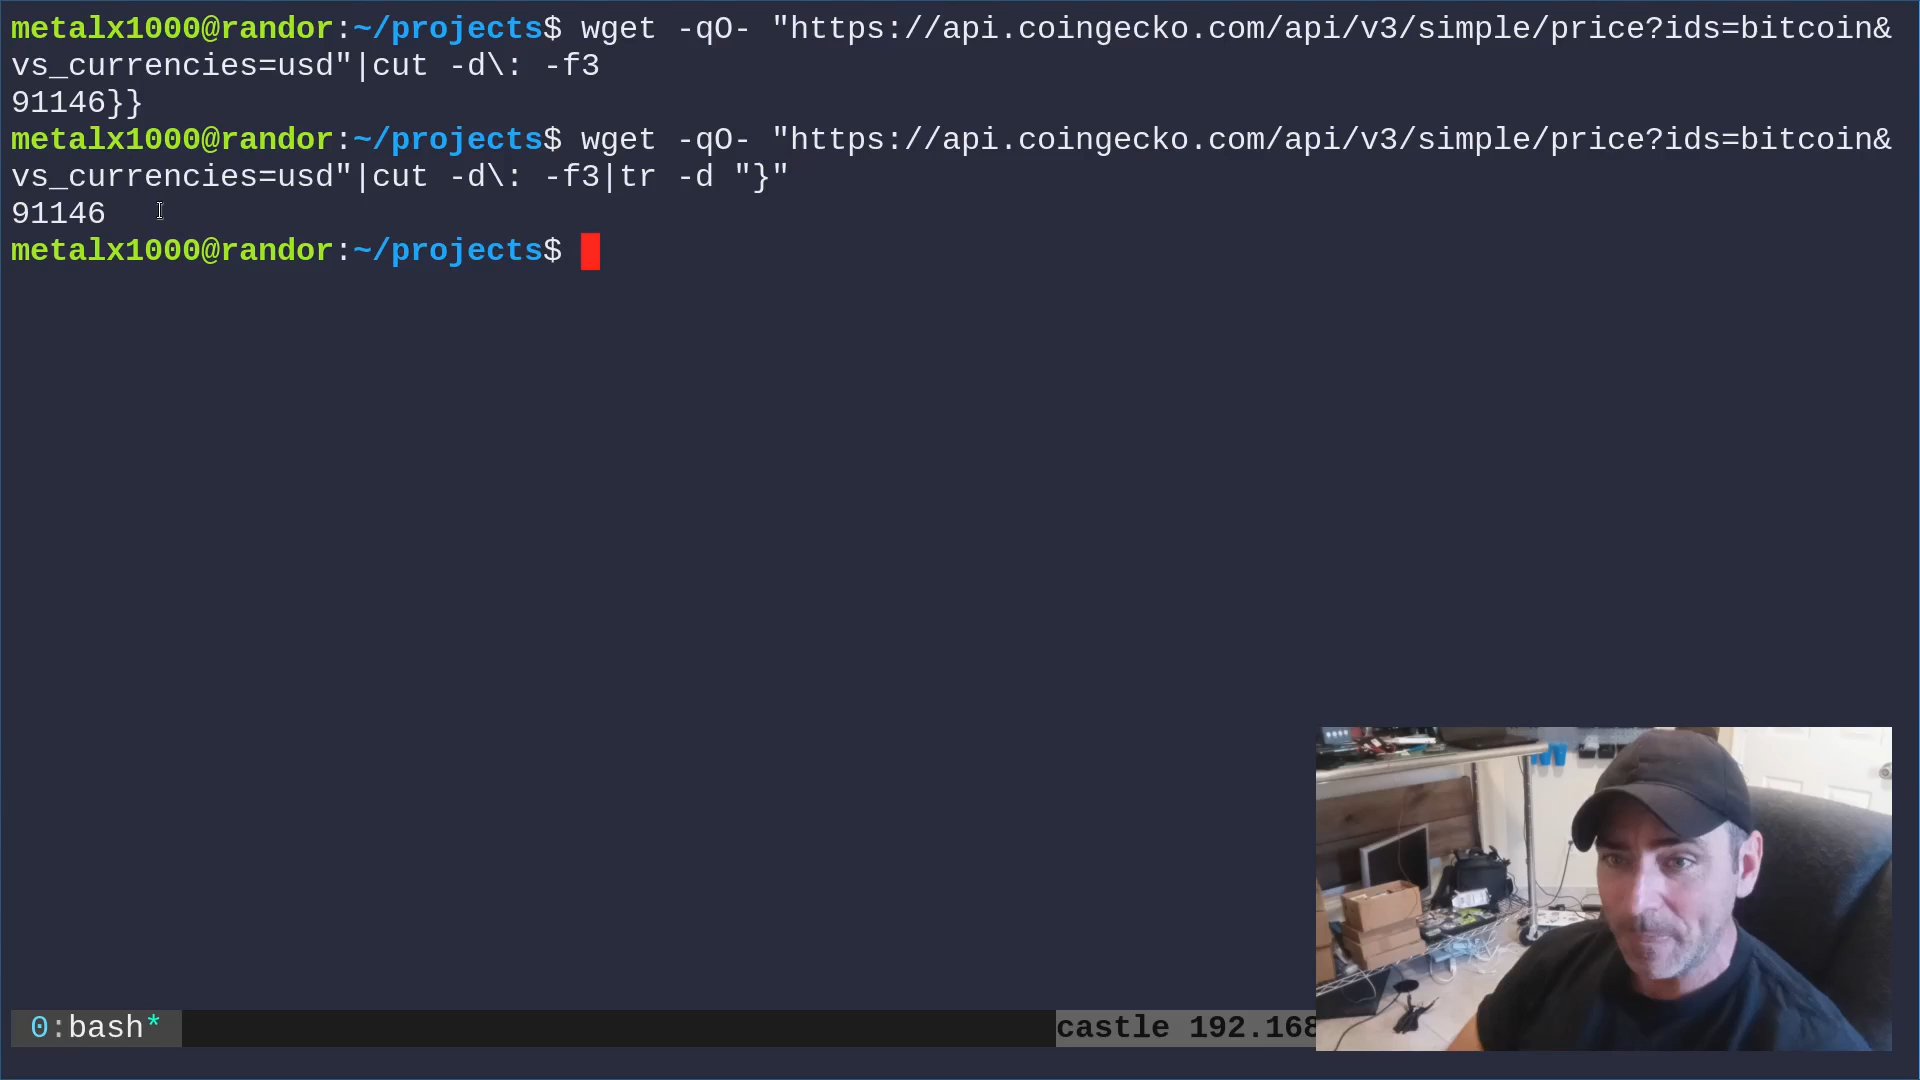 metalx1000@randor:~/projects$ wget -qO- "https://api.coingecko.com/api/v3/simple/price?ids=bitcoin&
vs_currencies=usd"|cut -d\: -f3
91146}}
metalx1000@randor:~/projects$ wget -qO- "https://api.coingecko.com/api/v3/simple/price?ids=bitcoin&
vs_currencies=usd"|cut -d\: -f3|tr -d "}"
91146
metalx1000@randor:~/projects$
0:bash*
castle 192.168